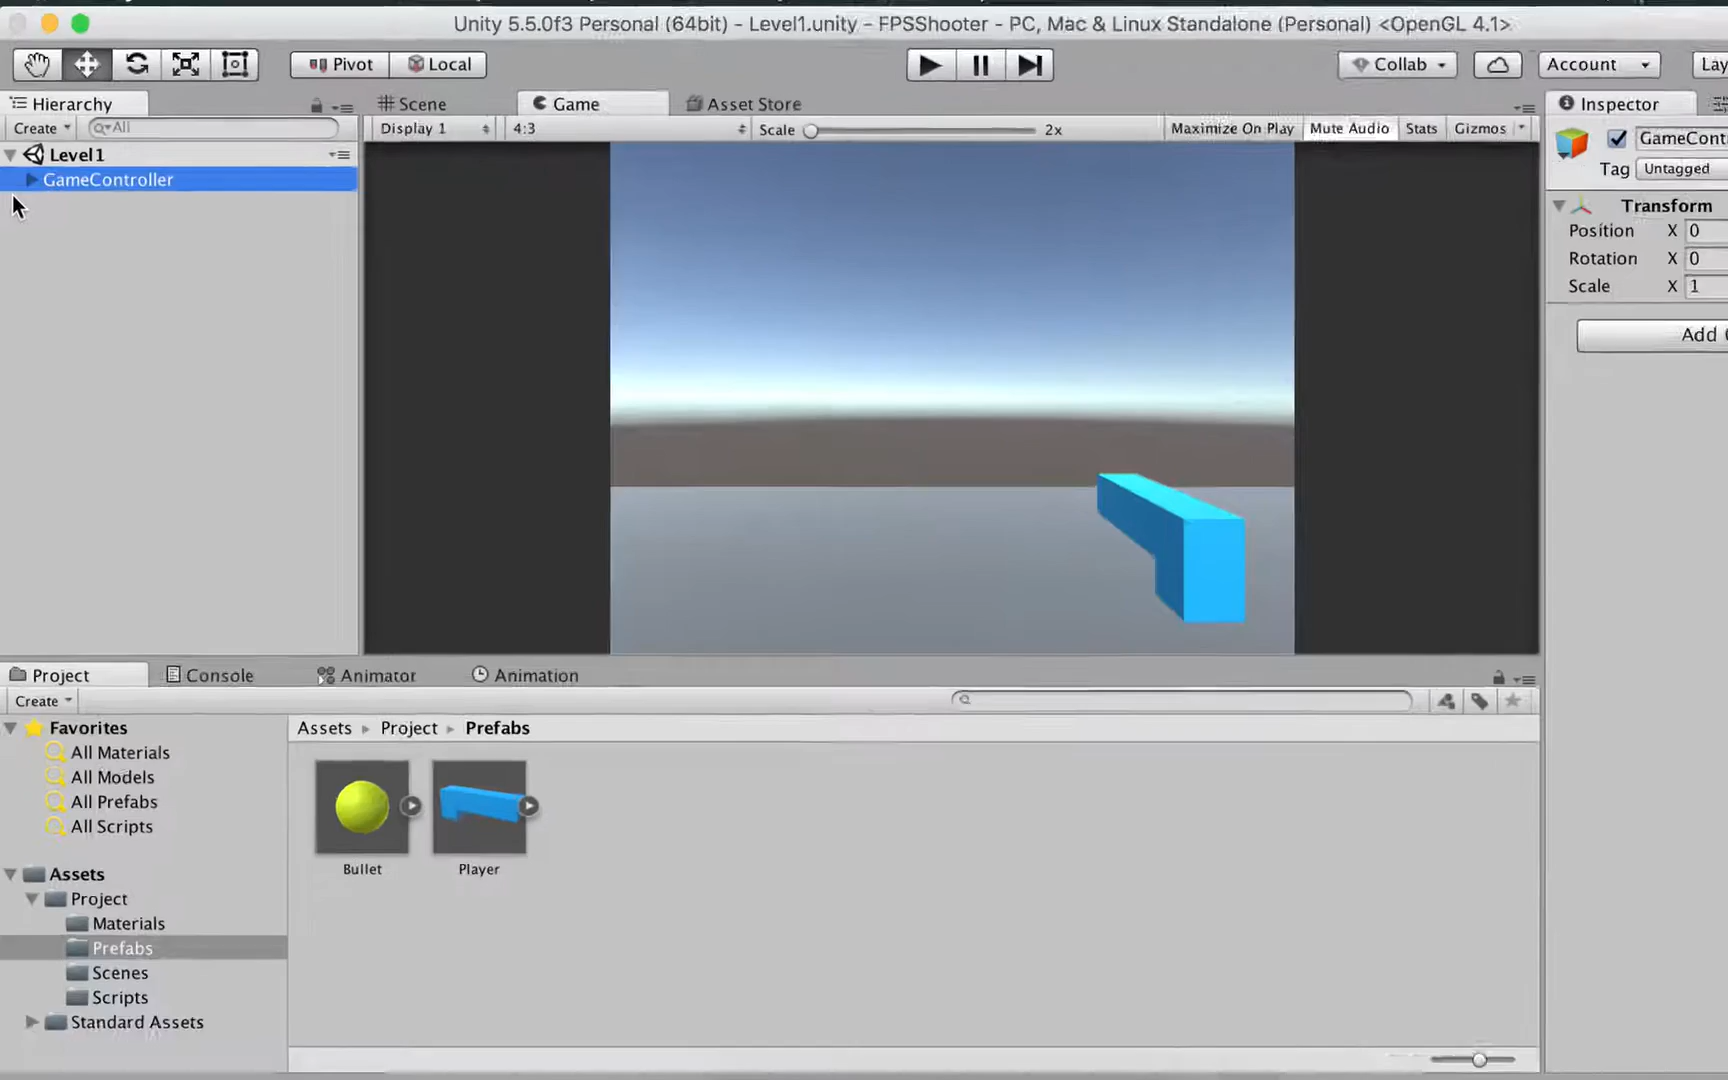 Unity 5.5.0f3 Personal (64bit) - Level1.unity - FPSShooter - PC, Mac & Linux Standalone (Personal) <OpenGL 4.1>
Pivot Local Collab Account
Hierarchy Scene Game Asset Store Inspector
Create All Display 1 4:3 Scale 2x Maximize On Play Mute Audio Stats Gizmos
Level1
GameController
Tag Untagged
Transform
Position X 0
Rotation X 0
Scale X 1
Add
Project Console Animator Animation
Create
Favorites Assets Project Prefabs
All Materials
All Models
All Prefabs
All Scripts
Bullet Player
Assets
Project
Materials
Prefabs
Scenes
Scripts
Standard Assets